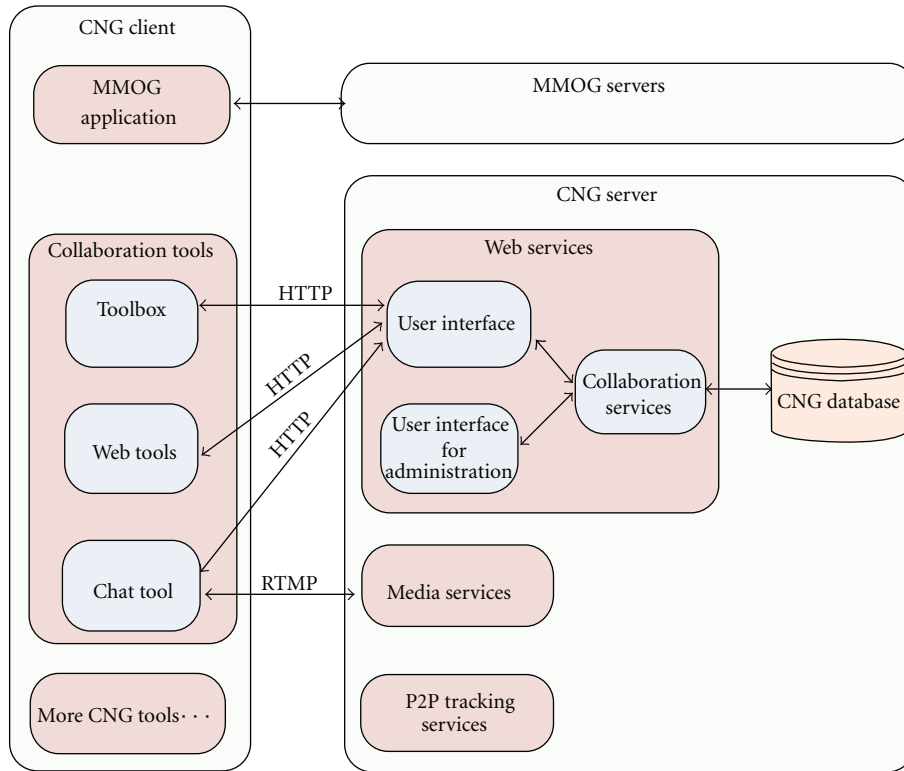 CNG client
MMOG
application
MMOG servers
CNG server
Collaboration tools
Web services
Toolbox
HTTP
User interface
HTTP
Collaboration
services
CNG database
Web tools
HTTP
User interface
for
administration
Chat tool
RTMP
Media services
More CNG tools···
P2P tracking
services